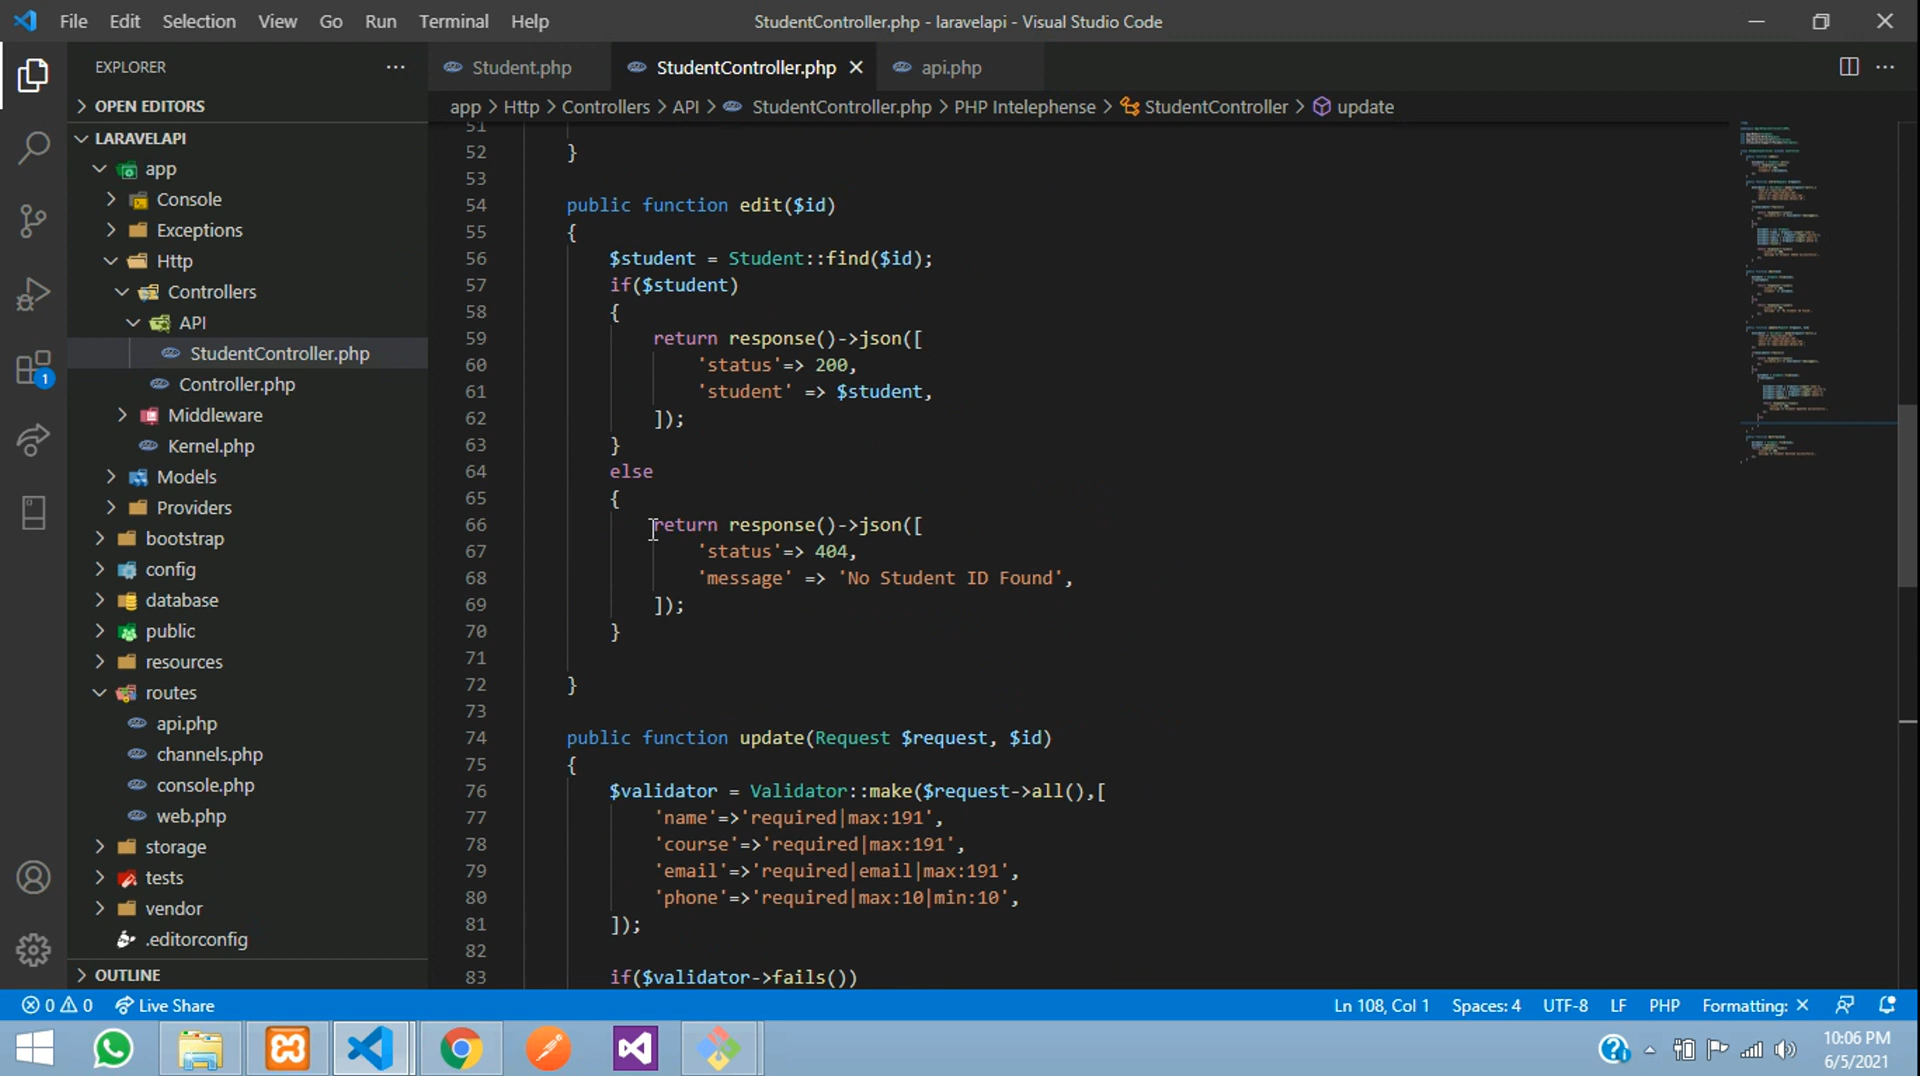 File Edit Selection View Go Run Terminal Help
StudentController.php - laravelapi - Visual Studio Code
EXPLORER
OPEN EDITORS
LARAVELAPI
app
Console
Exceptions
Http
Controllers
API
StudentController.php
Controller.php
Middleware
Kernel.php
Models
Providers
bootstrap
config
database
public
resources
routes
api.php
channels.php
console.php
web.php
storage
tests
vendor
.editorconfig
OUTLINE
1
Student.php StudentController.php api.php
app > Http > Controllers > API > StudentController.php > PHP Intelephense > StudentController > update
51
52 }
53
54 public function edit($id)
55 {
56 $student = Student::find($id);
57 if($student)
58 {
59 return response()->json([
60 'status'=> 200,
61 'student' => $student,
62 ]);
63 }
64 else
65 {
66 return response()->json([
67 'status'=> 404,
68 'message' => 'No Student ID Found',
69 ]);
70 }
71
72 }
73
74 public function update(Request $request, $id)
75 {
76 $validator = Validator::make($request->all(),[
77 'name'=>'required|max:191',
78 'course'=>'required|max:191',
79 'email'=>'required|email|max:191',
80 'phone'=>'required|max:10|min:10',
81 ]);
82
83 if($validator->fails())
0 0 Live Share
Ln 108, Col 1 Spaces: 4 UTF-8 LF PHP Formatting: ×
10:06 PM
6/5/2021